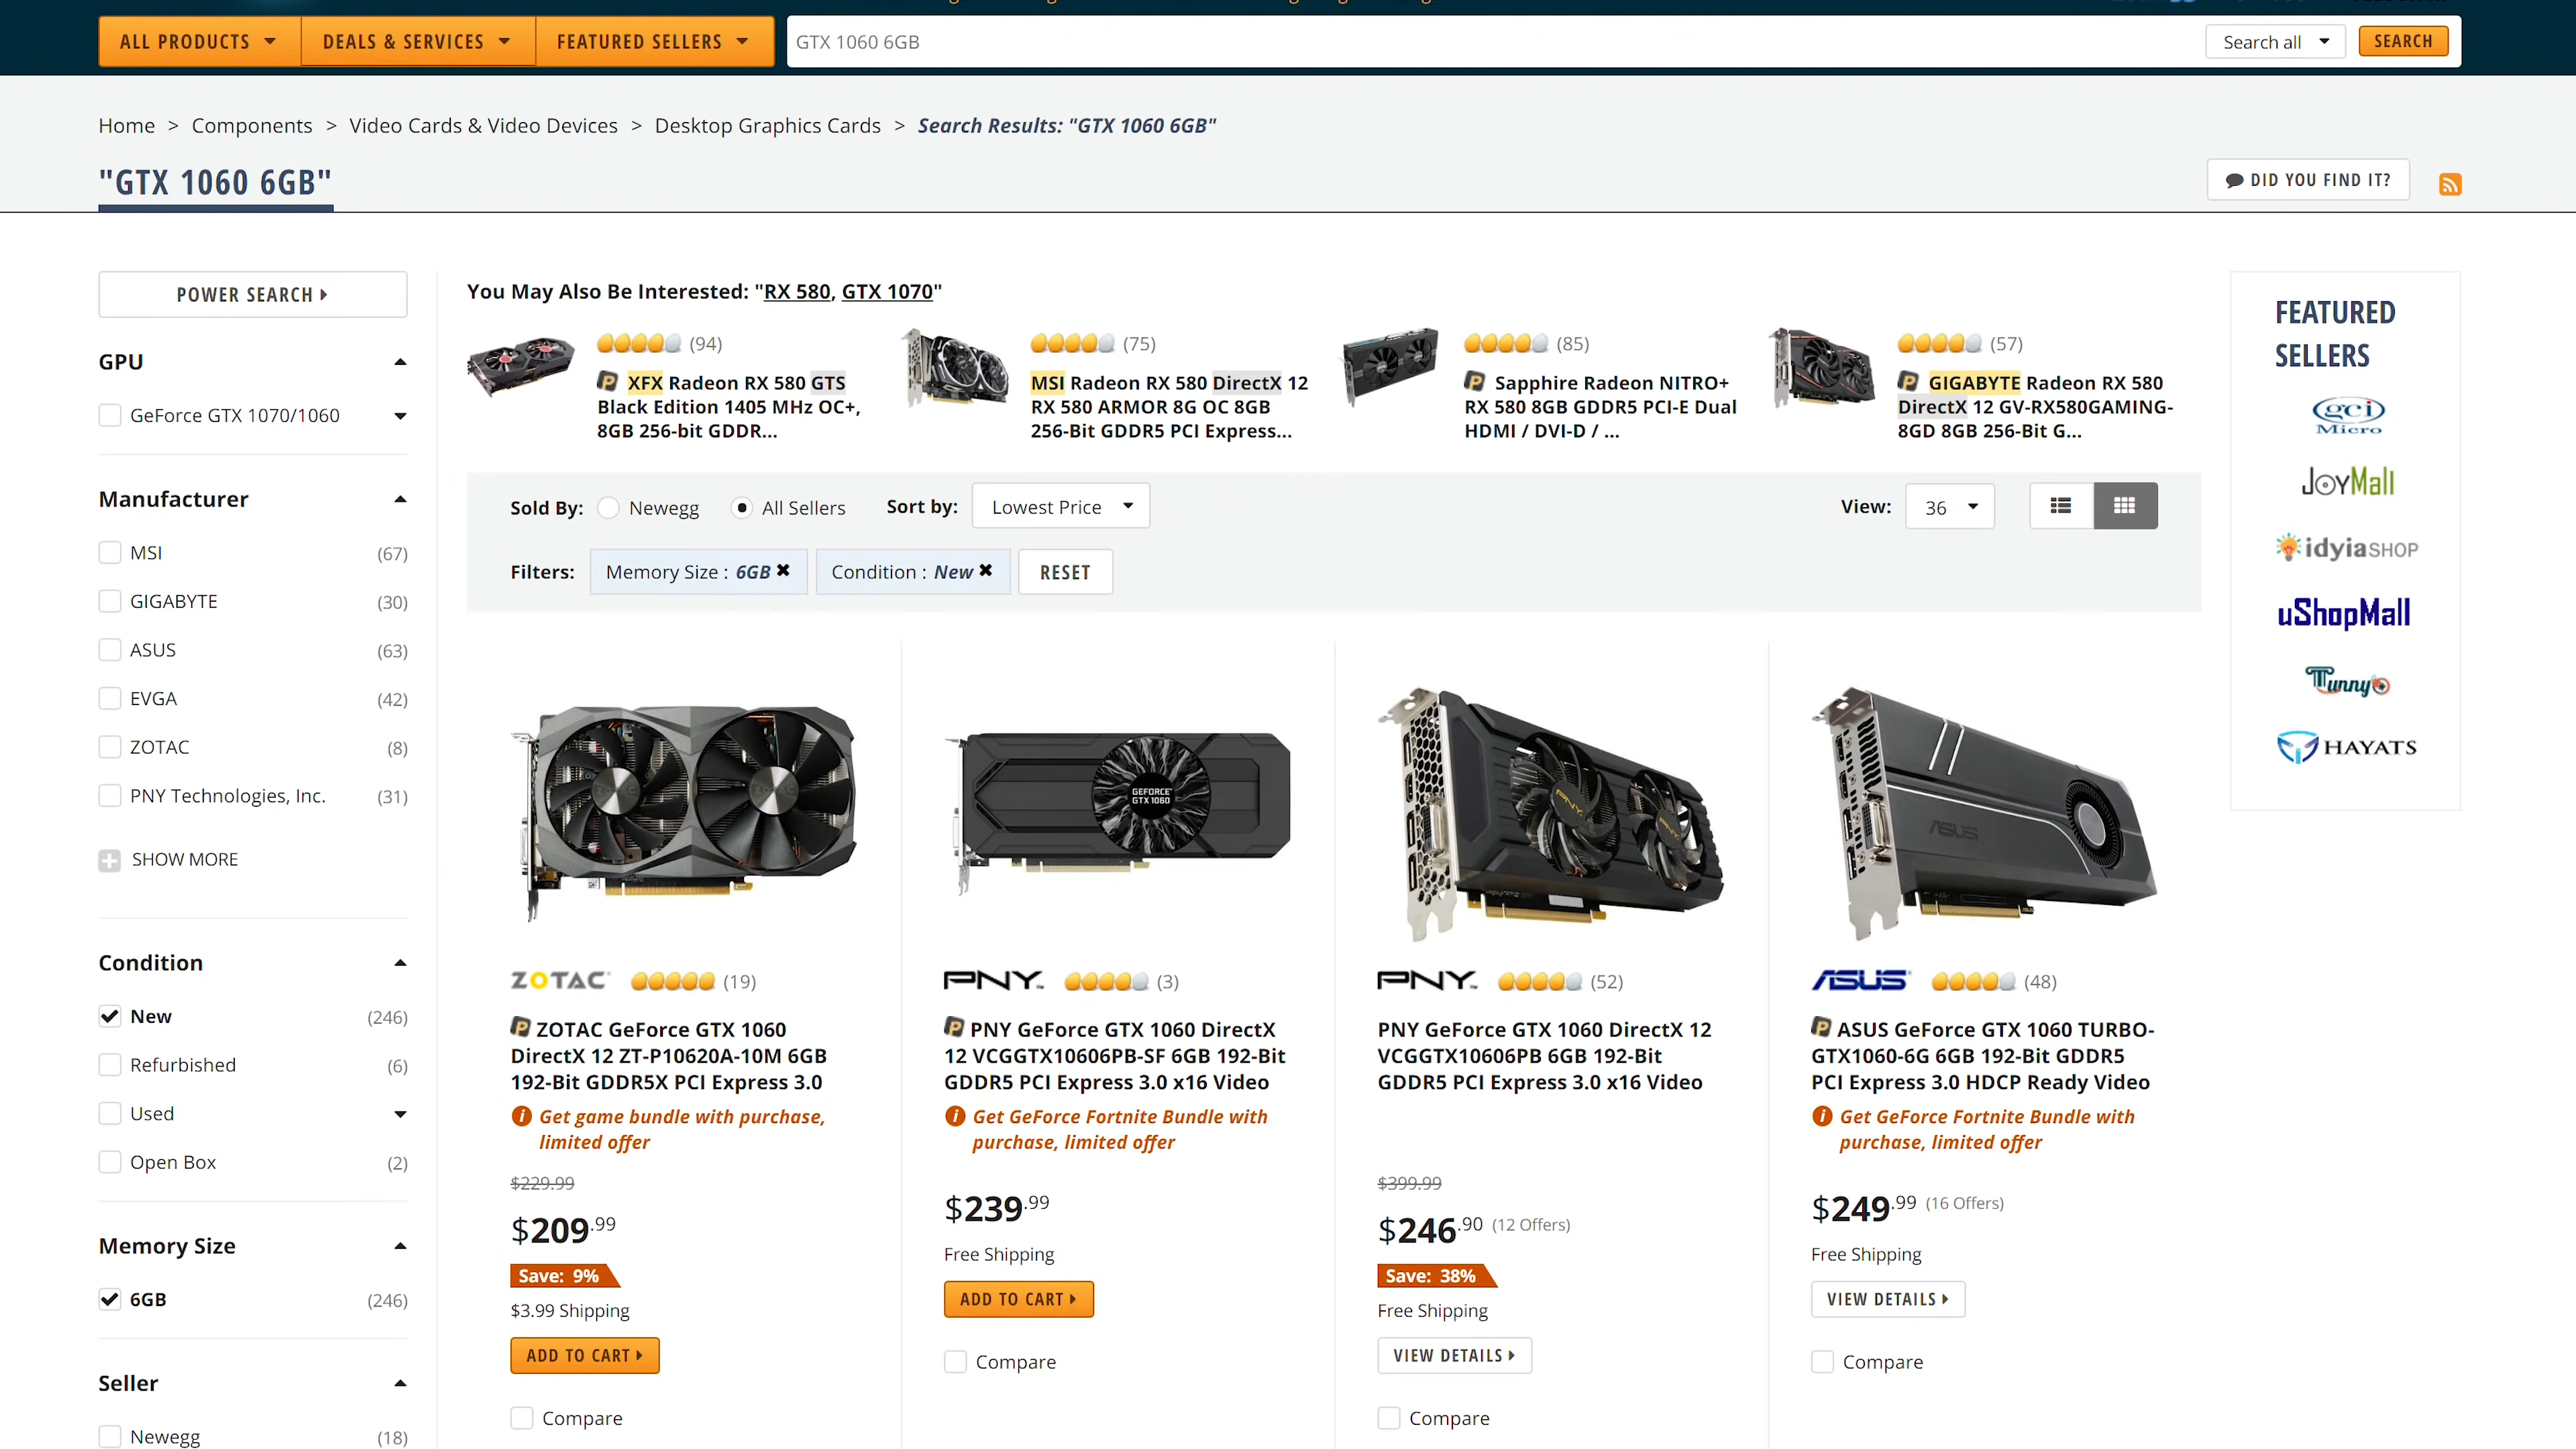 ALL PRODUCTS
DEALS & SERVICES
FEATURED SELLERS
GTX 1060 6GB
Search all
SEARCH
Home > Components > Video Cards & Video Devices > Desktop Graphics Cards > Search Results: "GTX 1060 6GB"
"GTX 1060 6GB"
DID YOU FIND IT?
POWER SEARCH
GPU
GeForce GTX 1070/1060
Manufacturer
MSI (67)
GIGABYTE (30)
ASUS (63)
EVGA (42)
ZOTAC (8)
PNY Technologies, Inc. (31)
SHOW MORE
Condition
New (246)
Refurbished (6)
Used
Open Box (2)
Memory Size
6GB (246)
Seller
Newegg (18)
You May Also Be Interested: "RX 580, GTX 1070"
(94)
XFX Radeon RX 580 GTS
Black Edition 1405 MHz OC+,
8GB 256-bit GDDR...
(75)
MSI Radeon RX 580 DirectX 12
RX 580 ARMOR 8G OC 8GB
256-Bit GDDR5 PCI Express...
(85)
Sapphire Radeon NITRO+
RX 580 8GB GDDR5 PCI-E Dual
HDMI / DVI-D / ...
(57)
GIGABYTE Radeon RX 580
DirectX 12 GV-RX580GAMING-
8GD 8GB 256-Bit G...
Sold By: Newegg All Sellers Sort by: Lowest Price
View: 36
Filters: Memory Size : 6GB Condition : New RESET
ZOTAC (19)
ZOTAC GeForce GTX 1060
DirectX 12 ZT-P10620A-10M 6GB
192-Bit GDDR5X PCI Express 3.0
Get game bundle with purchase,
limited offer
$229.99
$209.99
Save: 9%
$3.99 Shipping
ADD TO CART
Compare
GEFORCE
GTX 1060
PNY (3)
PNY GeForce GTX 1060 DirectX
12 VCGGTX10606PB-SF 6GB 192-Bit
GDDR5 PCI Express 3.0 x16 Video
Get GeForce Fortnite Bundle with
purchase, limited offer
$239.99
Free Shipping
ADD TO CART
Compare
PNY
PNY
PNY (52)
PNY GeForce GTX 1060 DirectX 12
VCGGTX10606PB 6GB 192-Bit
GDDR5 PCI Express 3.0 x16 Video
$399.99
$246.90 (12 Offers)
Save: 38%
Free Shipping
VIEW DETAILS
Compare
ASUS
ASUS (48)
ASUS GeForce GTX 1060 TURBO-
GTX1060-6G 6GB 192-Bit GDDR5
PCI Express 3.0 HDCP Ready Video
Get GeForce Fortnite Bundle with
purchase, limited offer
$249.99 (16 Offers)
Free Shipping
VIEW DETAILS
Compare
FEATURED
SELLERS
gci
Micro
JoyMall
idyiaSHOP
uShopMall
Tunny
HAYATS